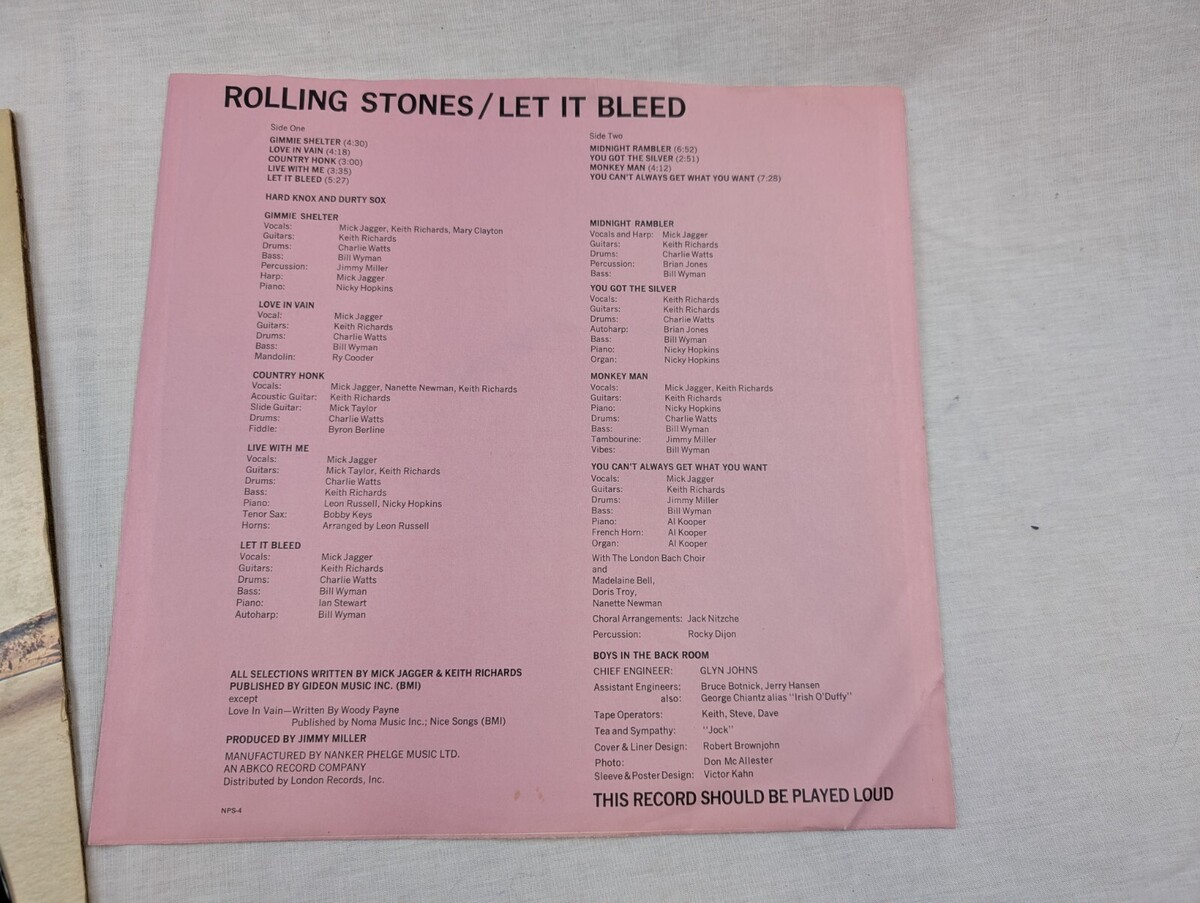 ROLLING STONES/LET IT BLEED
Side One
GIMMIE SHELTER (4:30)
LOVE IN VAIN (4:18)
COUNTRY HONK (3:00)
LIVE WITH ME (3:35)
LET IT BLEED (5:27)
HARD KNOX AND DURTY SOX
GIMMIE SHELTER
Vocals: Mick Jagger, Keith Richards, Mary Clayton
Guitars: Keith Richards
Drums: Charlie Watts
Bass: Bill Wyman
Percussion: Jimmy Miller
Harp: Mick Jagger
Piano: Nicky Hopkins
LOVE IN VAIN
Vocal: Mick Jagger
Guitars: Keith Richards
Drums: Charlie Watts
Bass: Bill Wyman
Mandolin: Ry Cooder
COUNTRY HONK
Vocals: Mick Jagger, Nanette Newman, Keith Richards
Acoustic Guitar: Keith Richards
Slide Guitar: Mick Taylor
Drums: Charlie Watts
Fiddle: Byron Berline
LIVE WITH ME
Vocals: Mick Jagger
Guitars: Mick Taylor, Keith Richards
Drums: Charlie Watts
Bass: Keith Richards
Piano: Leon Russell, Nicky Hopkins
Tenor Sax: Bobby Keys
Horns: Arranged by Leon Russell
LET IT BLEED
Vocals: Mick Jagger
Guitars: Keith Richards
Drums: Charlie Watts
Bass: Bill Wyman
Piano: Ian Stewart
Autoharp: Bill Wyman
ALL SELECTIONS WRITTEN BY MICK JAGGER & KEITH RICHARDS
PUBLISHED BY GIDEON MUSIC INC. (BMI)
except
Love In Vain—Written By Woody Payne
Published by Noma Music Inc.; Nice Songs (BMI)
PRODUCED BY JIMMY MILLER
MANUFACTURED BY NANKER PHELGE MUSIC LTD.
AN ABKCO RECORD COMPANY
Distributed by London Records, Inc.
NPS-4
Side Two
MIDNIGHT RAMBLER (6:52)
YOU GOT THE SILVER (2:51)
MONKEY MAN (4:12)
YOU CAN'T ALWAYS GET WHAT YOU WANT (7:28)
MIDNIGHT RAMBLER
Vocals and Harp: Mick Jagger
Guitars: Keith Richards
Drums: Charlie Watts
Percussion: Brian Jones
Bass: Bill Wyman
YOU GOT THE SILVER
Vocals: Keith Richards
Guitars: Keith Richards
Drums: Charlie Watts
Autoharp: Brian Jones
Bass: Bill Wyman
Piano: Nicky Hopkins
Organ: Nicky Hopkins
MONKEY MAN
Vocals: Mick Jagger, Keith Richards
Guitars: Keith Richards
Piano: Nicky Hopkins
Drums: Charlie Watts
Bass: Bill Wyman
Tambourine: Jimmy Miller
Vibes: Bill Wyman
YOU CAN'T ALWAYS GET WHAT YOU WANT
Vocals: Mick Jagger
Guitars: Keith Richards
Drums: Jimmy Miller
Bass: Bill Wyman
Piano: Al Kooper
French Horn: Al Kooper
Organ: Al Kooper
With The London Bach Choir
and
Madelaine Bell,
Doris Troy,
Nanette Newman
Choral Arrangements: Jack Nitzche
Percussion: Rocky Dijon
BOYS IN THE BACK ROOM
CHIEF ENGINEER: GLYN JOHNS
Assistant Engineers: Bruce Botnick, Jerry Hansen
also: George Chiantz alias "Irish O'Duffy"
Tape Operators: Keith, Steve, Dave
Tea and Sympathy: "Jock"
Cover & Liner Design: Robert Brownjohn
Photo: Don McAllester
Sleeve & Poster Design: Victor Kahn
THIS RECORD SHOULD BE PLAYED LOUD